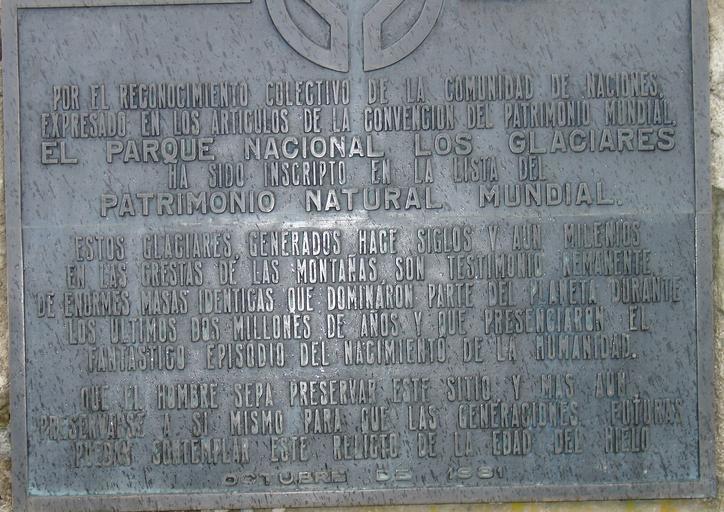 POR EL RECONOCIMIENTO COLECTIVO DE LA COMUNIDAD DE NACIONES,
EXPRESADO EN LOS ARTICULOS DE LA CONVENCION DEL PATRIMONIO MUNDIAL,
EL PARQUE NACIONAL LOS GLACIARES
HA SIDO INSCRIPTO EN LA LISTA DEL
PATRIMONIO NATURAL MUNDIAL.
ESTOS GLACIARES, GENERADOS HACE SIGLOS Y AUN MILENIOS
EN LAS CRESTAS DE LAS MONTAÑAS SON TESTIMONIO REMANENTE
DE ENORMES MASAS IDENTICAS QUE DOMINARON PARTE DEL PLANETA DURANTE
LOS ULTIMOS DOS MILLONES DE AÑOS Y QUE PRESENCIARON EL
FANTASTICO EPISODIO DEL NACIMIENTO DE LA HUMANIDAD.
QUE EL HOMBRE SEPA PRESERVAR ESTE SITIO Y MAS AUN,
PRESERVARSE A SI MISMO PARA QUE LAS GENERACIONES FUTURAS
PUEDAN CONTEMPLAR ESTE RELICTO DE LA EDAD DEL HIELO
OCTUBRE DE 1981